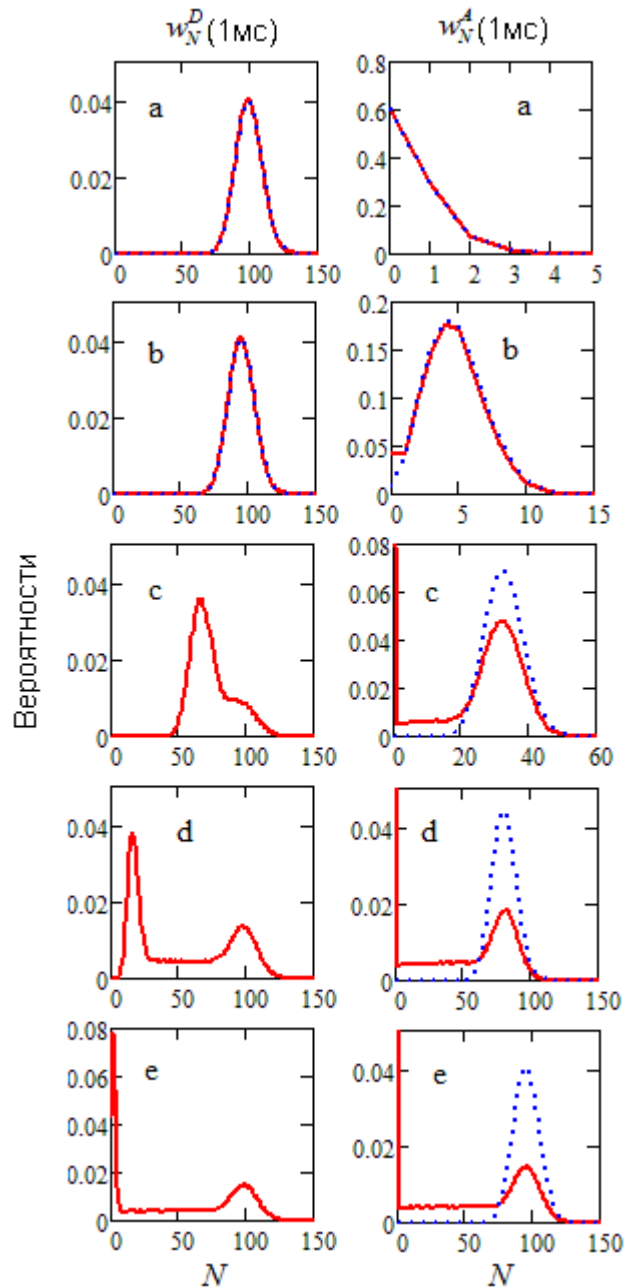 w_N^D(1мс) w_N^A(1мс)
0.04 0.02 0 a 0 50 100 150
0.8 0.6 0.4 0.2 0 a 0 1 2 3 4 5
0.04 0.02 0 b 0 50 100 150
0.2 0.15 0.1 0.05 0 b 0 5 10 15
Вероятности
0.04 0.02 0 c 0 50 100 150
0.08 0.06 0.04 0.02 0 c 0 20 40 60
0.04 0.02 0 d 0 50 100 150
0.04 0.02 0 d 0 50 100 150
0.08 0.06 0.04 0.02 0 e 0 50 100 150
0.04 0.02 0 e 0 50 100 150
N N